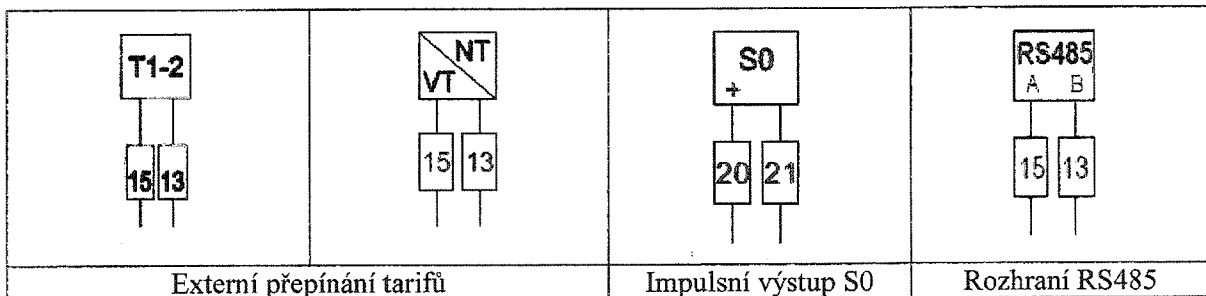 T1-2
NT
VT
S0
+
RS485
A B
15 13
15 13
20 21
15 13
Externí přepínání tarifů
Impulsní výstup S0
Rozhraní RS485